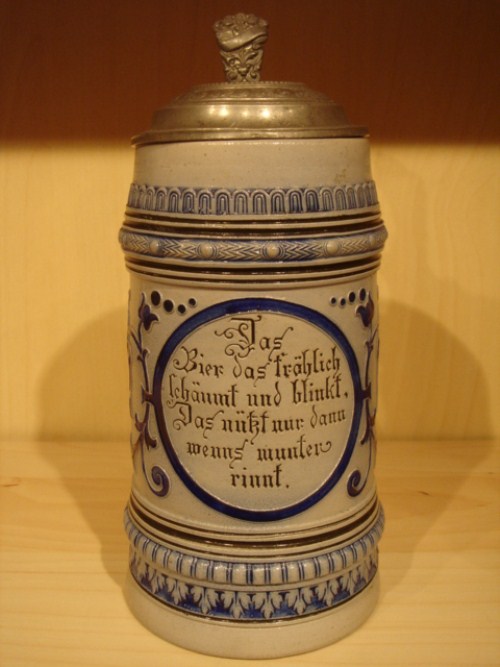 Das
Bier das fröhlich
schäumt und blinkt,
Das nützt nur dann
wenns munter
rinnt.